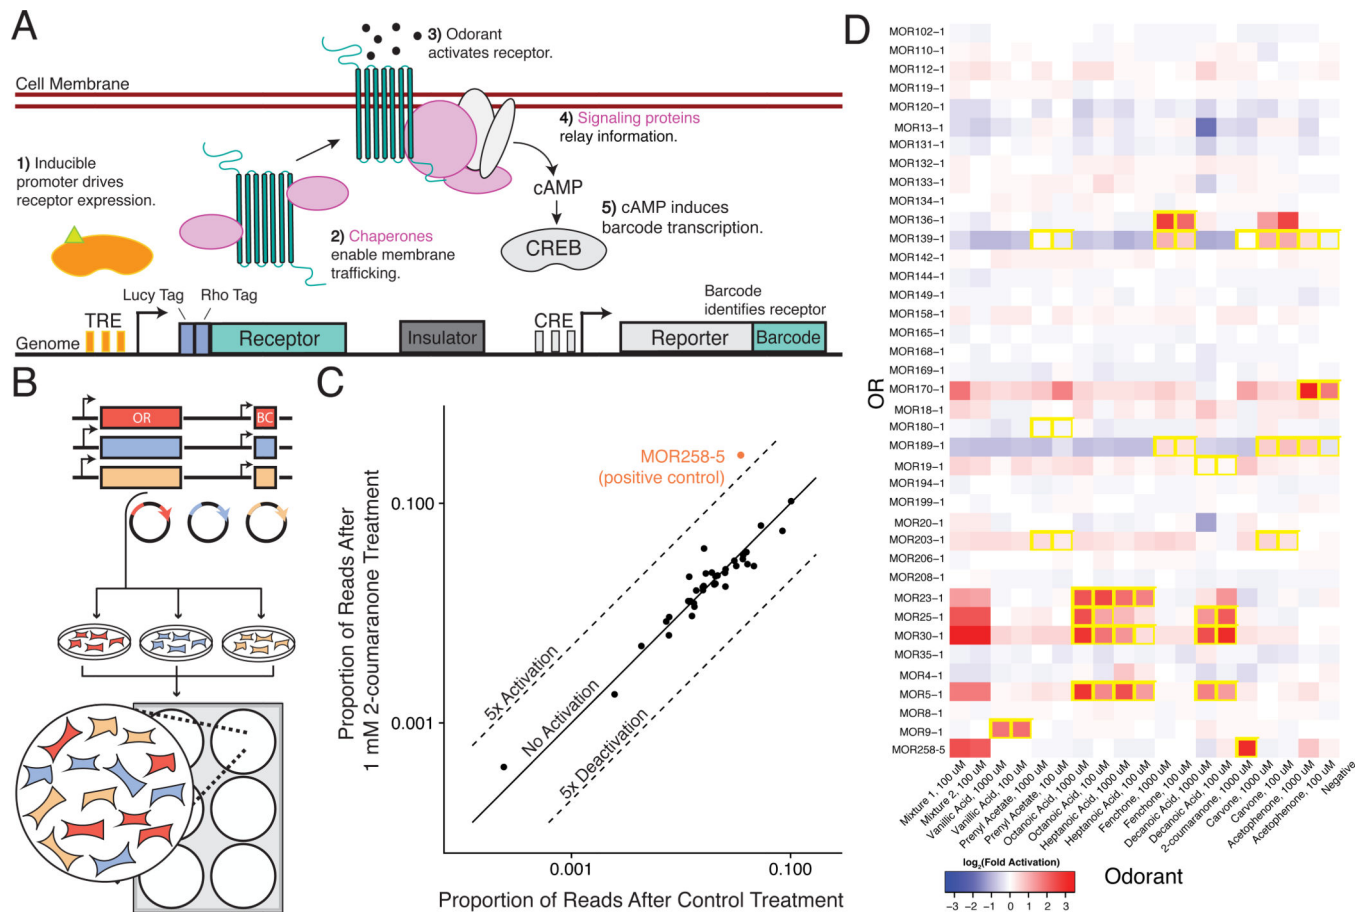 A
Cell Membrane
1) Inducible
promoter drives
receptor expression.
2) Chaperones
enable membrane
trafficking.
3) Odorant
activates receptor.
4) Signaling proteins
relay information.
cAMP
5) cAMP induces
barcode transcription.
CREB
Lucy Tag
Rho Tag
Barcode
identifies receptor
TRE
CRE
Genome
Receptor
Insulator
Reporter
Barcode
B
OR
BC
C
Proportion of Reads After
1 mM 2-coumaranone Treatment
0.100
0.001
MOR258-5
(positive control)
5x Activation
No Activation
5x Deactivation
0.001
0.100
Proportion of Reads After Control Treatment
D
OR
MOR102-1
MOR110-1
MOR112-1
MOR119-1
MOR120-1
MOR13-1
MOR131-1
MOR132-1
MOR133-1
MOR134-1
MOR136-1
MOR139-1
MOR142-1
MOR144-1
MOR149-1
MOR158-1
MOR165-1
MOR168-1
MOR169-1
MOR170-1
MOR18-1
MOR180-1
MOR189-1
MOR19-1
MOR194-1
MOR199-1
MOR20-1
MOR203-1
MOR206-1
MOR208-1
MOR23-1
MOR25-1
MOR30-1
MOR35-1
MOR4-1
MOR5-1
MOR8-1
MOR9-1
MOR258-5
Mixture 1, 100 uM
Mixture 2, 100 uM
Vanillic Acid, 1000 uM
Vanillic Acid, 100 uM
Prenyl Acetate, 1000 uM
Prenyl Acetate, 100 uM
Octanoic Acid, 1000 uM
Octanoic Acid, 100 uM
Heptanoic Acid, 1000 uM
Heptanoic Acid, 100 uM
Fenchone, 1000 uM
Fenchone, 100 uM
Decanoic Acid, 1000 uM
Decanoic Acid, 100 uM
2-coumaranone, 1000 uM
Carvone, 1000 uM
Carvone, 100 uM
Acetophenone, 1000 uM
Acetophenone, 100 uM
Negative
log2(Fold Activation)
-3 -2 -1 0 1 2 3
Odorant